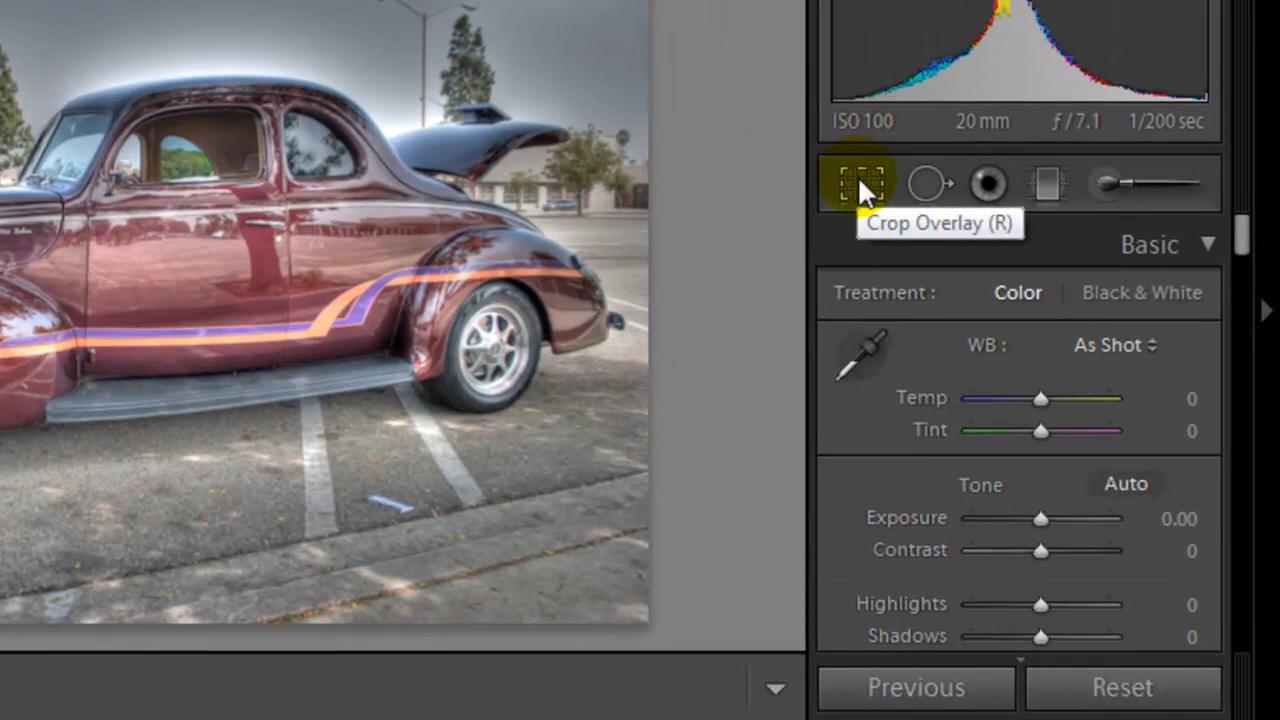 ISO 100 20 mm ƒ / 7.1 1/200 sec
Crop Overlay (R)
Basic
Treatment : Color Black & White
WB : As Shot
Temp 0
Tint 0
Tone Auto
Exposure 0.00
Contrast 0
Highlights 0
Shadows 0
Previous Reset